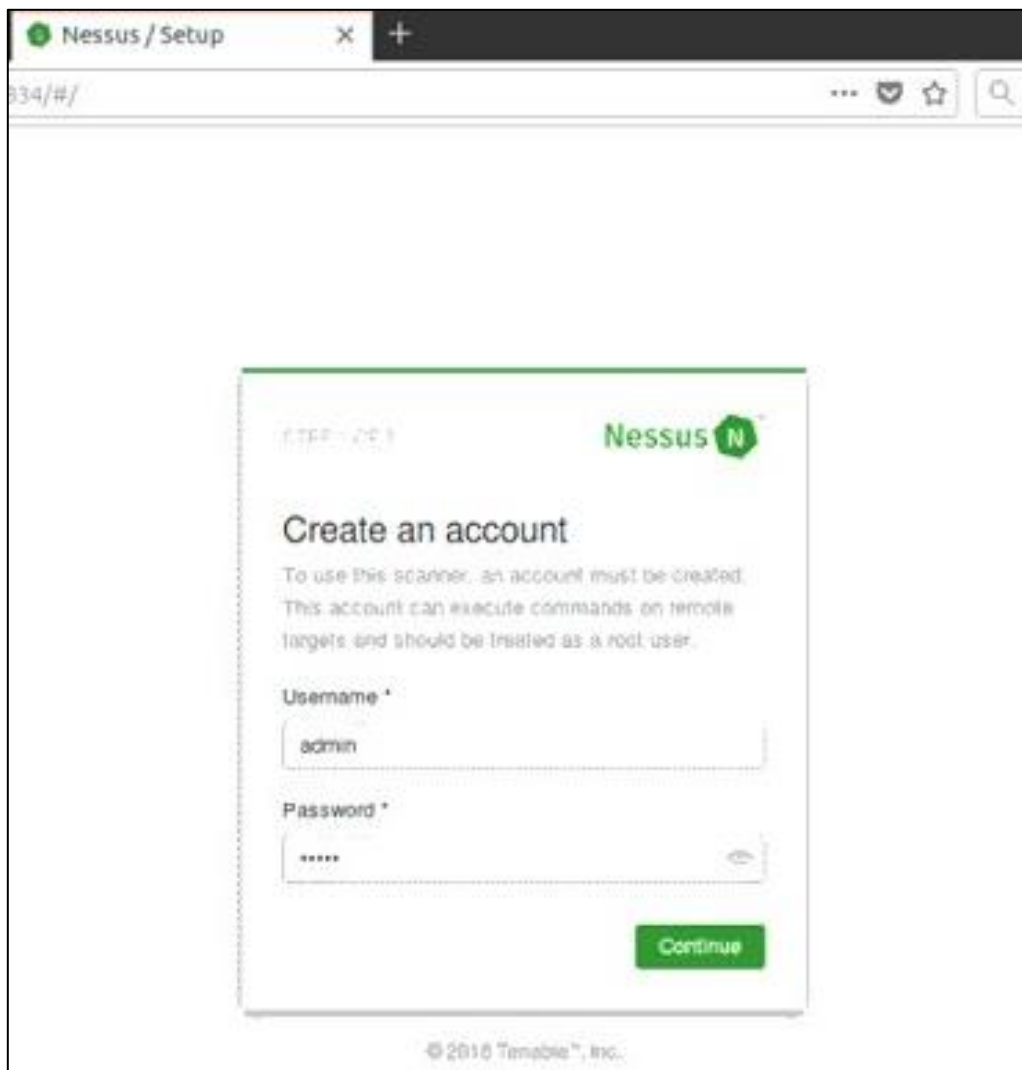 Nessus / Setup
334/#/
Nessus N
Create an account
To use this scanner, an account must be created.
This account can execute commands on remote
targets and should be treated as a root user.
Username *
admin
Password *
•••••
Continue
Tenable™, Inc.